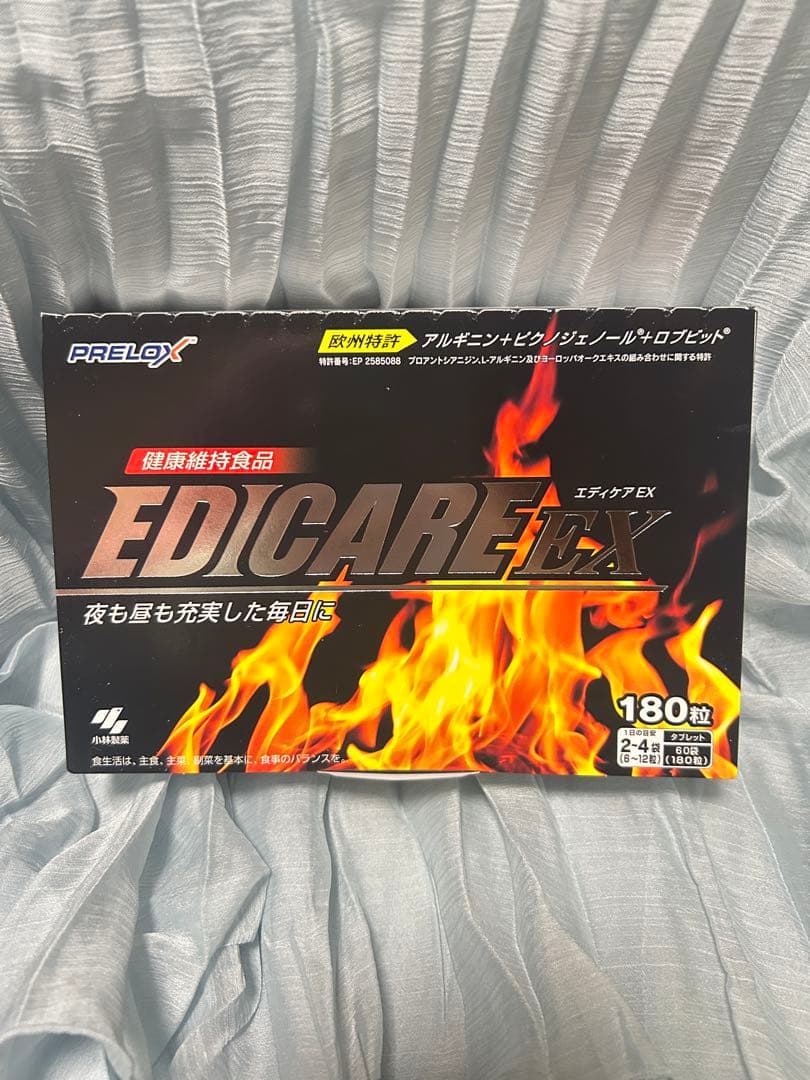 PRELOX™
欧州特許 アルギニン+ピクノジェノール®+ロブビット®
特許番号:EP 2585088 プロアントシアニジン、L-アルギニン及びヨーロッパオークエキスの組み合わせに関する特許
健康維持食品
エディケア EX
EDICARE EX
夜も昼も充実した毎日に
180粒
1日の目安
2~4袋
(6~12粒)
タブレット
60袋
(180粒)
小林製薬
食生活は、主食、主菜、副菜を基本に、食事のバランスを。